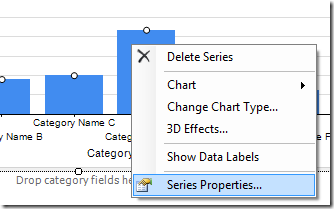 Delete Series
Chart
Change Chart Type...
3D Effects...
Show Data Labels
Series Properties...
Category Name C
Name B
Drop category fields he